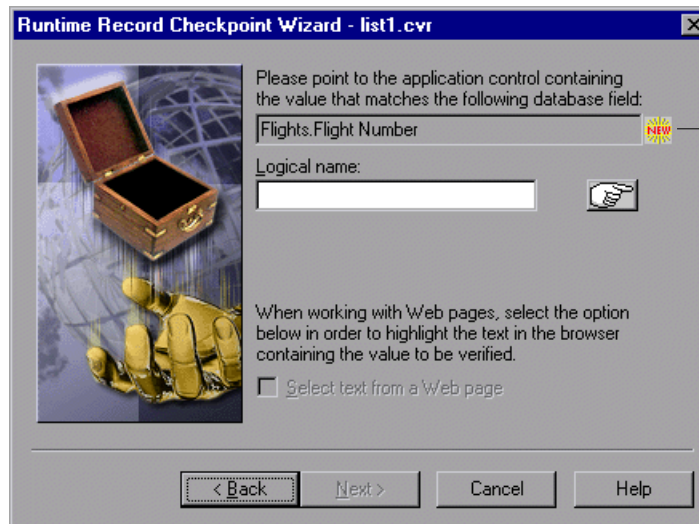 Runtime Record Checkpoint Wizard - list1.cvr
Please point to the application control containing
the value that matches the following database field:
Flights.Flight Number
NEW
Logical name:
When working with Web pages, select the option
below in order to highlight the text in the browser
containing the value to be verified.
Select text from a Web page
< Back
Next >
Cancel
Help